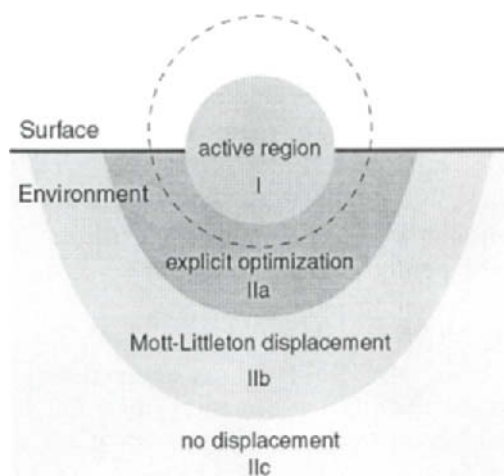 Surface
active region
Environment
I
explicit optimization
IIa
Mott-Littleton displacement
IIb
no displacement
IIc